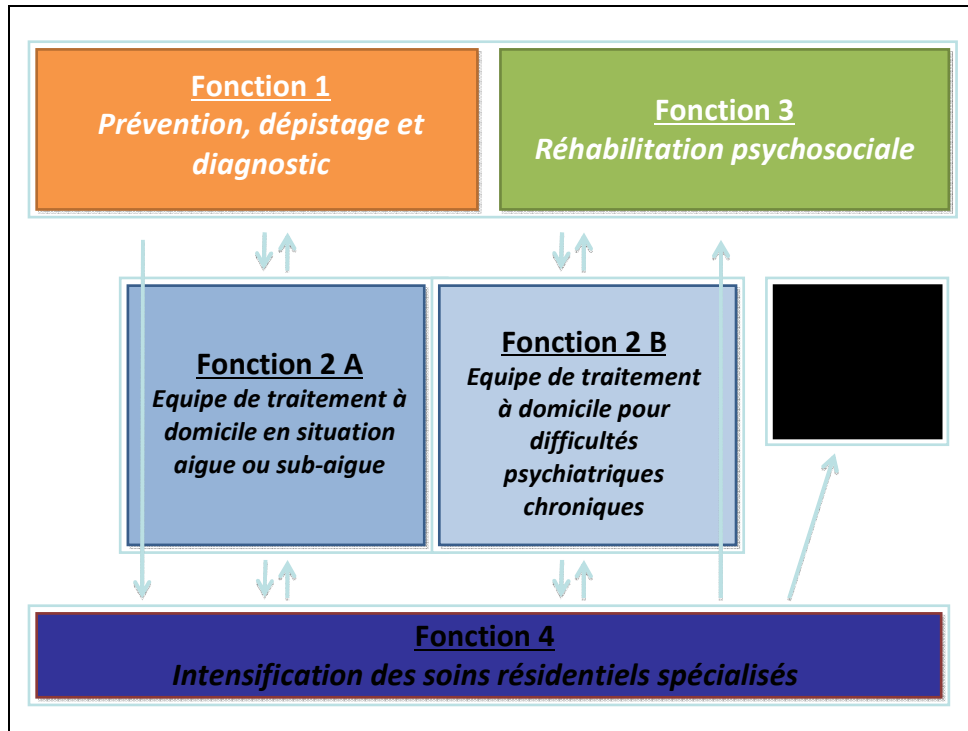 Fonction 1
Prévention, dépistage et
diagnostic
Fonction 3
Réhabilitation psychosociale
Fonction 2 A
Equipe de traitement à
domicile en situation
aigue ou sub-aigue
Fonction 2 B
Equipe de traitement
à domicile pour
difficultés
psychiatriques
chroniques
Fonction 4
Intensification des soins résidentiels spécialisés